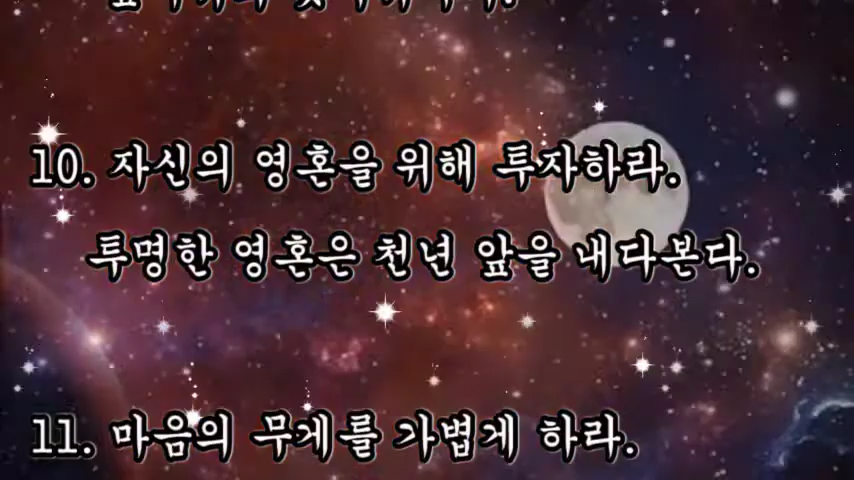 10. 자신의 영혼을 위해 투자하라.
투명한 영혼은 천년 앞을 내다본다.
11. 마음의 무게를 가볍게 하라.